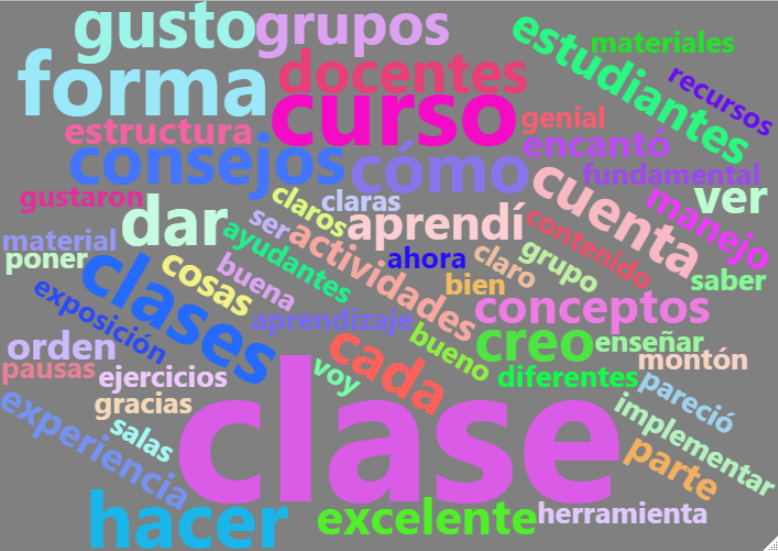 gusto
grupos
estudiantes
materiales
forma
docentes
recursos
curso
genial
estructura
encantó
consejos
cómo
fundamental
gustaron
claros
claras
cuenta
ver
manejo
dar
ser
aprendí
contenido
material
ayudantes
actividades
ahora
claro
grupo
poner
clases
cosas
buena
bien
saber
exposición
aprendizaje
conceptos
orden
bueno
creo
enseñar
pausas
ejercicios
voy
cada
diferentes
montón
pareció
gracias
experiencia
salas
clase
implementar
parte
hacer
excelente
herramienta